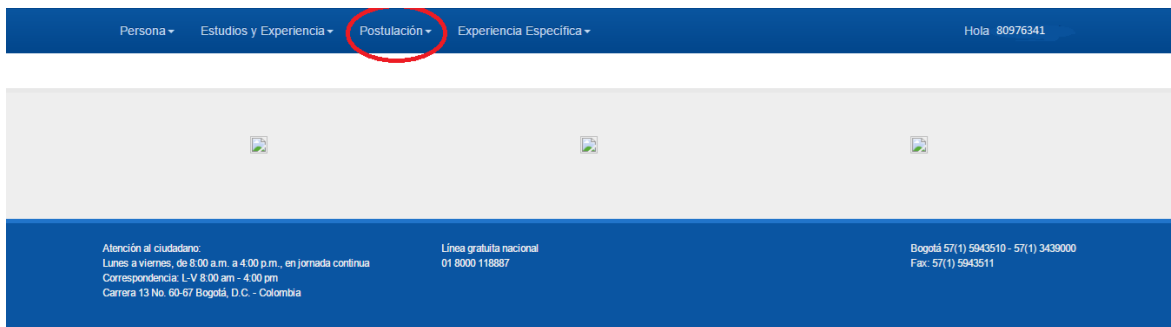 Persona Estudios y Experiencia Postulación Experiencia Específica Hola 80976341
Atención al ciudadano:
Lunes a viernes, de 8:00 a.m. a 4:00 p.m., en jornada continua
Correspondencia: L-V 8:00 am - 4:00 pm
Carrera 13 No. 60-67 Bogotá, D.C. - Colombia
Línea gratuita nacional
01 8000 118887
Bogotá 57(1) 5943510 - 57(1) 3439000
Fax: 57(1) 5943511